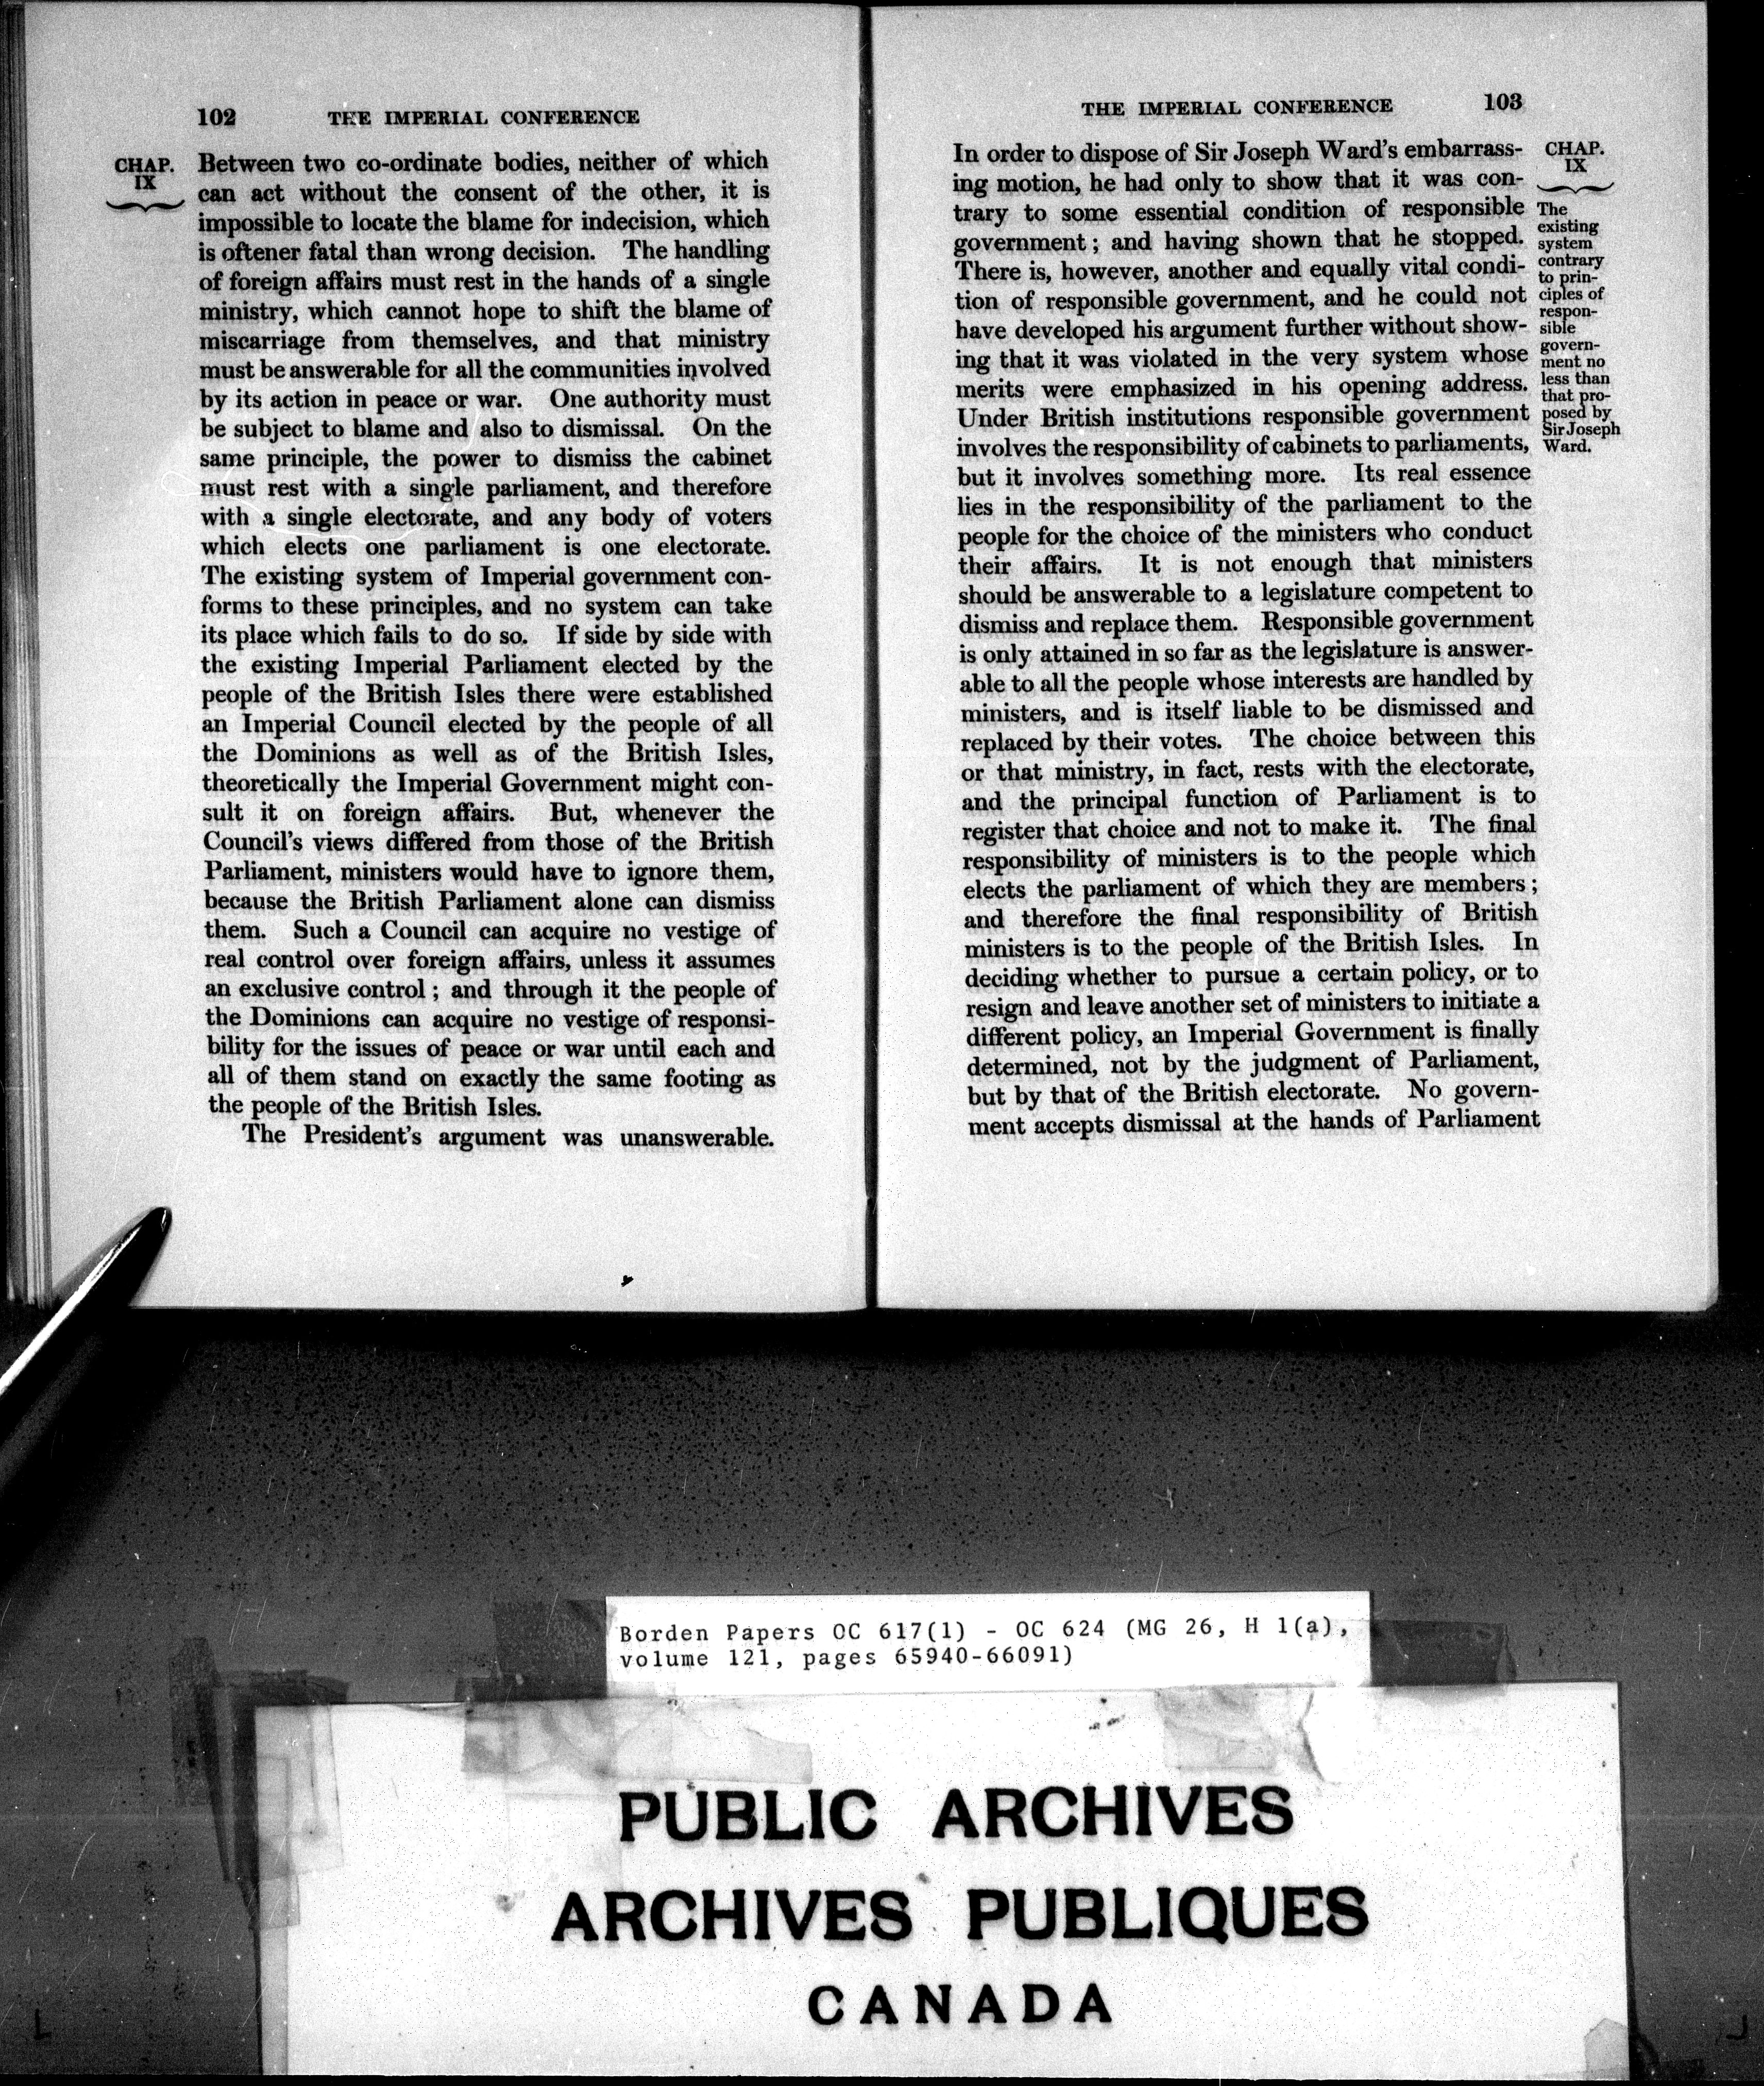 102 THE IMPERIAL CONFERENCE
CHAP.
IX
Between two co-ordinate bodies, neither of which
can act without the consent of the other, it is
impossible to locate the blame for indecision, which
is oftener fatal than wrong decision. The handling
of foreign affairs must rest in the hands of a single
ministry, which cannot hope to shift the blame of
miscarriage from themselves, and that ministry
must be answerable for all the communities involved
by its action in peace or war. One authority must
be subject to blame and also to dismissal. On the
same principle, the power to dismiss the cabinet
must rest with a single parliament, and therefore
with a single electorate, and any body of voters
which elects one parliament is one electorate.
The existing system of Imperial government con-
forms to these principles, and no system can take
its place which fails to do so. If side by side with
the existing Imperial Parliament elected by the
people of the British Isles there were established
an Imperial Council elected by the people of all
the Dominions as well as of the British Isles,
theoretically the Imperial Government might con-
sult it on foreign affairs. But, whenever the
Council's views differed from those of the British
Parliament, ministers would have to ignore them,
because the British Parliament alone can dismiss
them. Such a Council can acquire no vestige of
real control over foreign affairs, unless it assumes
an exclusive control; and through it the people of
the Dominions can acquire no vestige of responsi-
bility for the issues of peace or war until each and
all of them stand on exactly the same footing as
the people of the British Isles.
The President's argument was unanswerable.
THE IMPERIAL CONFERENCE 103
In order to dispose of Sir Joseph Ward's embarrass-
ing motion, he had only to show that it was con-
trary to some essential condition of responsible
government; and having shown that he stopped.
There is, however, another and equally vital condi-
tion of responsible government, and he could not
have developed his argument further without show-
ing that it was violated in the very system whose
merits were emphasized in his opening address.
Under British institutions responsible government
involves the responsibility of cabinets to parliaments,
but it involves something more. Its real essence
lies in the responsibility of the parliament to the
people for the choice of the ministers who conduct
their affairs. It is not enough that ministers
should be answerable to a legislature competent to
dismiss and replace them. Responsible government
is only attained in so far as the legislature is answer-
able to all the people whose interests are handled by
ministers, and is itself liable to be dismissed and
replaced by their votes. The choice between this
or that ministry, in fact, rests with the electorate,
and the principal function of Parliament is to
register that choice and not to make it. The final
responsibility of ministers is to the people which
elects the parliament of which they are members;
and therefore the final responsibility of British
ministers is to the people of the British Isles. In
deciding whether to pursue a certain policy, or to
resign and leave another set of ministers to initiate a
different policy, an Imperial Government is finally
determined, not by the judgment of Parliament,
but by that of the British electorate. No govern-
ment accepts dismissal at the hands of Parliament
CHAP.
IX
The
existing
system
contrary
to prin-
ciples of
respon-
sible
govern-
ment no
less than
that pro-
posed by
Sir Joseph
Ward.
Borden Papers OC 617(1) - OC 624 (MG 26, H 1(a),
volume 121, pages 65940-66091)
PUBLIC ARCHIVES
ARCHIVES PUBLIQUES
CANADA